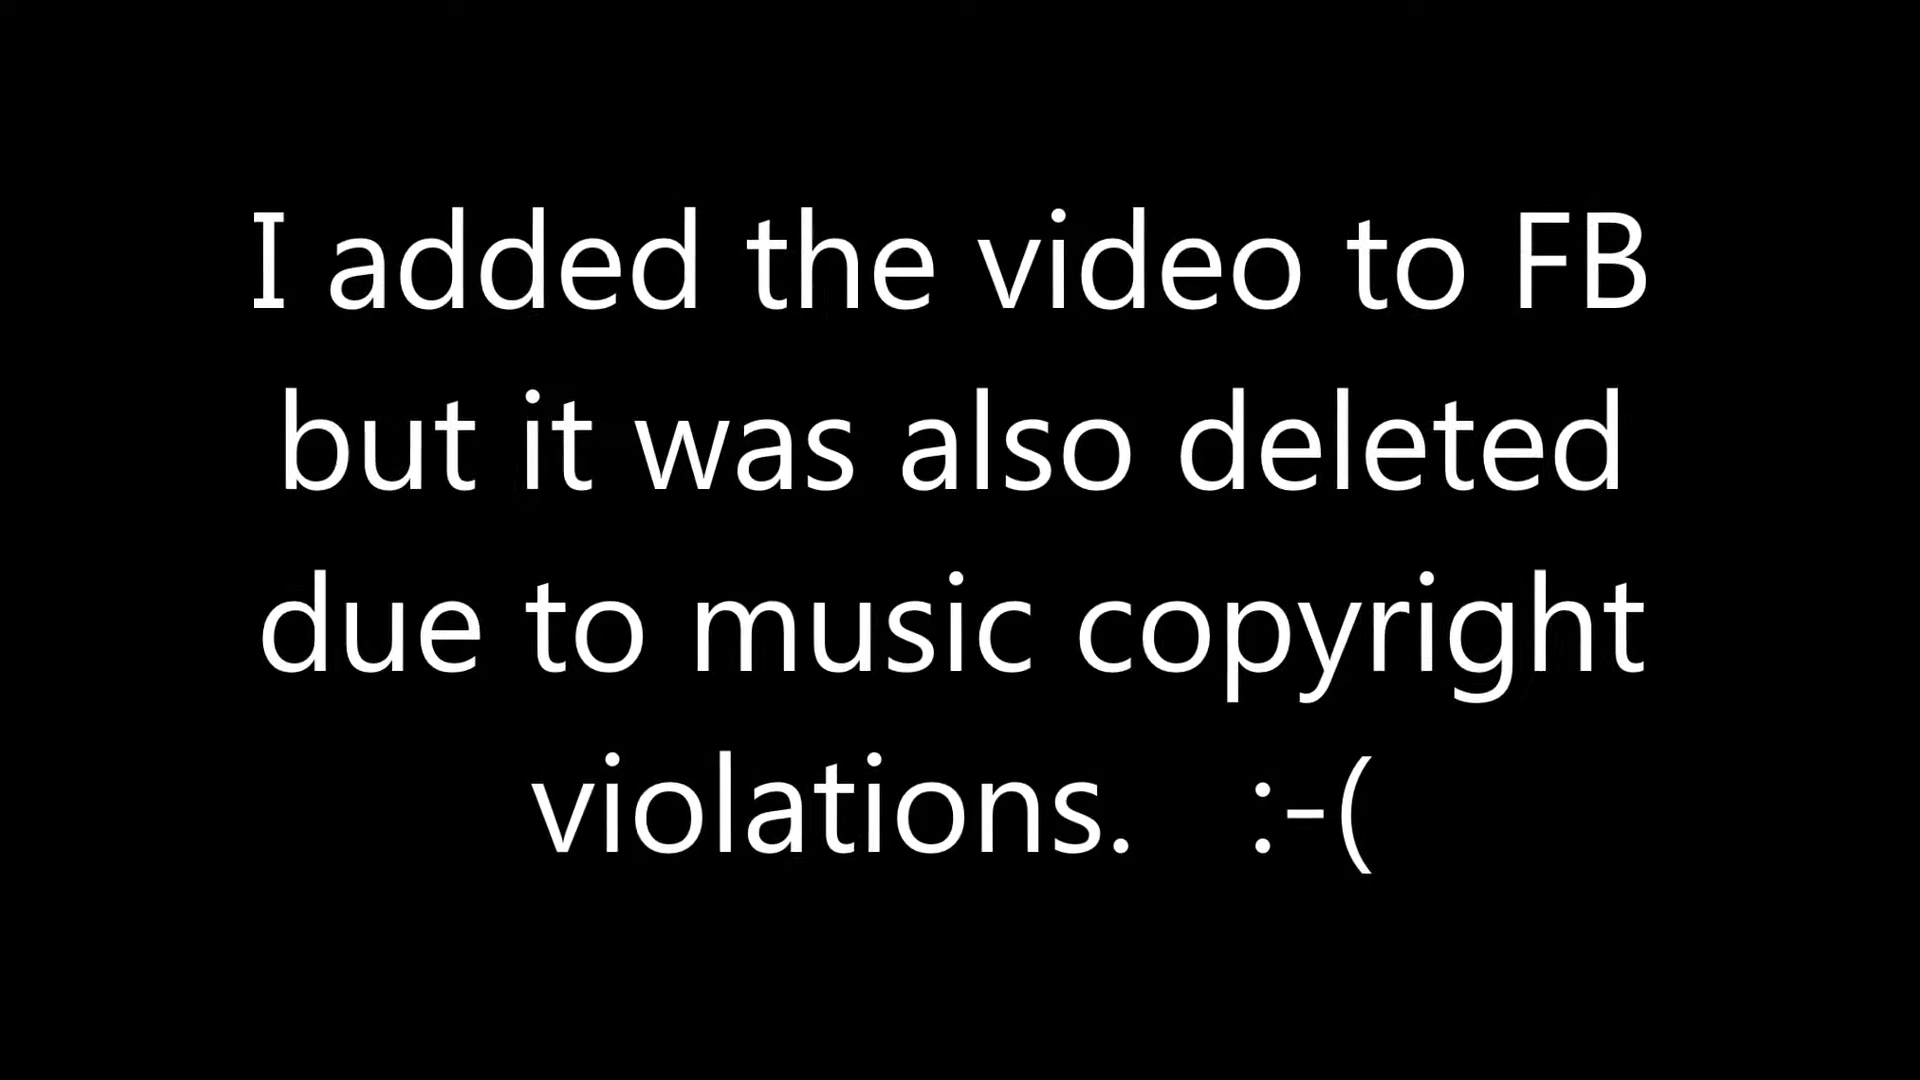 I added the video to FB
but it was also deleted
due to music copyright
violations.   :-(